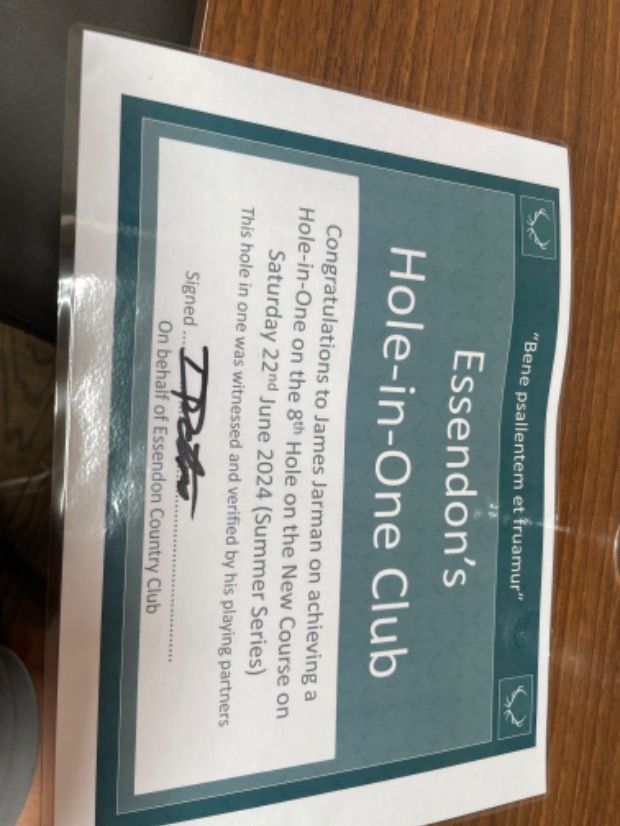 "Bene psallentem et fruamur"
Essendon's
Hole-in-One Club
Congratulations to James Jarman on achieving a
Hole-in-One on the 8th Hole on the New Course on
Saturday 22nd June 2024 (Summer Series)
This hole in one was witnessed and verified by his playing partners
Signed ................................
On behalf of Essendon Country Club